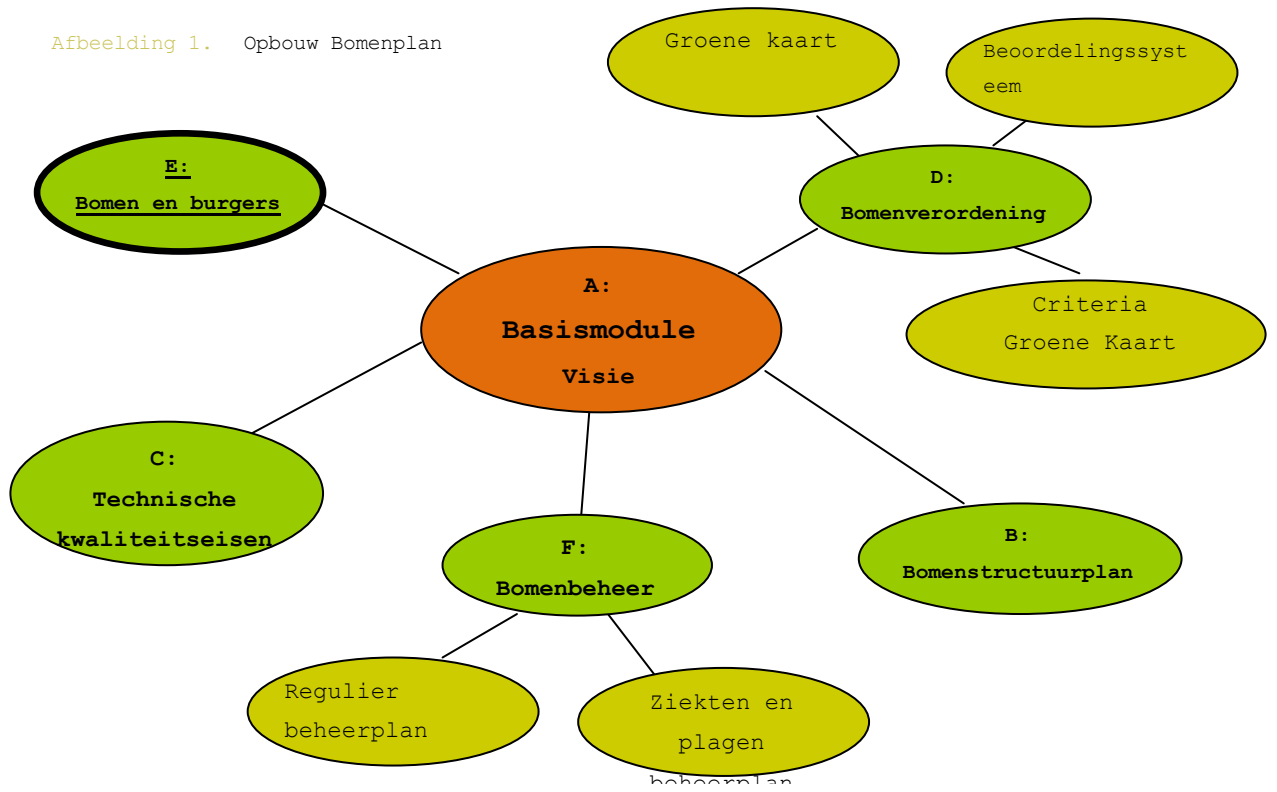 Afbeelding 1. Opbouw Bomenplan
Groene kaart
Beoordelingssyst
eem
E:
Bomen en burgers
D:
Bomenverordening
A:
Basismodule
Visie
Criteria
Groene Kaart
C:
Technische
kwaliteitseisen
F:
Bomenbeheer
B:
Bomenstructuurplan
Regulier
beheerplan
Ziekten en
plagen
beheerplan